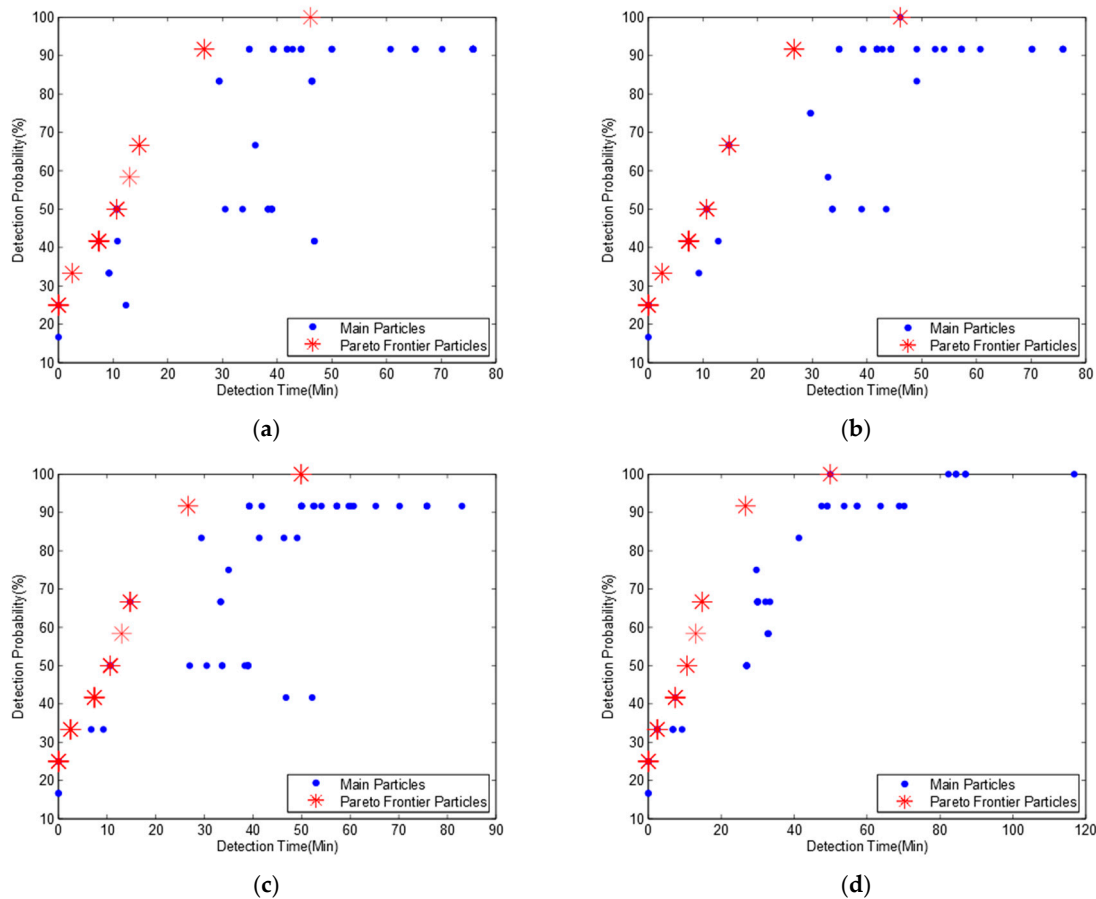 100
90
80
70
60
50
40
30
20
10
Detection Probability(%)
Main Particles
Pareto Frontier Particles
0 10 20 30 40 50 60 70 80
Detection Time(Min)
(a)
100
90
80
70
60
50
40
30
20
10
Detection Probability(%)
Main Particles
Pareto Frontier Particles
0 10 20 30 40 50 60 70 80
Detection Time(Min)
(b)
100
90
80
70
60
50
40
30
20
10
Detection Probability(%)
Main Particles
Pareto Frontier Particles
0 10 20 30 40 50 60 70 80 90
Detection Time(Min)
(c)
100
90
80
70
60
50
40
30
20
10
Detection Probability(%)
Main Particles
Pareto Frontier Particles
0 20 40 60 80 100 120
Detection Time(Min)
(d)